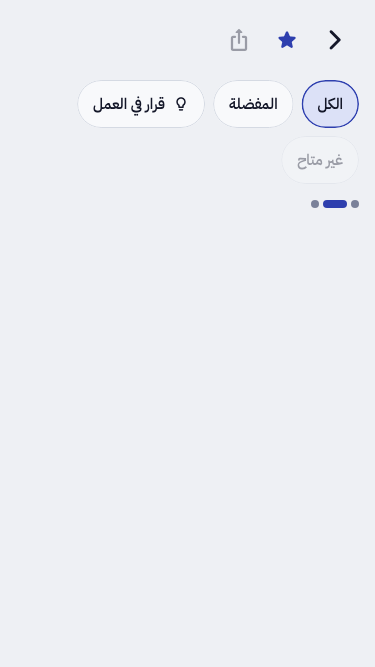 الكل
المفضلة
قرار في العمل
غير متاح